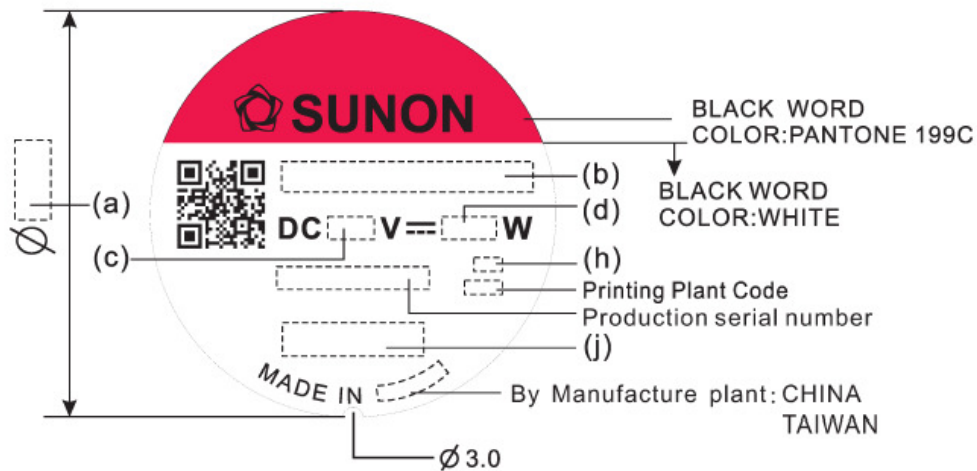 SUNON
BLACK WORD
COLOR:PANTONE 199C
(b)
BLACK WORD
COLOR:WHITE
(a)
DC V W
(d)
(c)
(h)
Printing Plant Code
Production serial number
(j)
MADE IN
By Manufacture plant: CHINA
TAIWAN
Ø
Ø 3.0